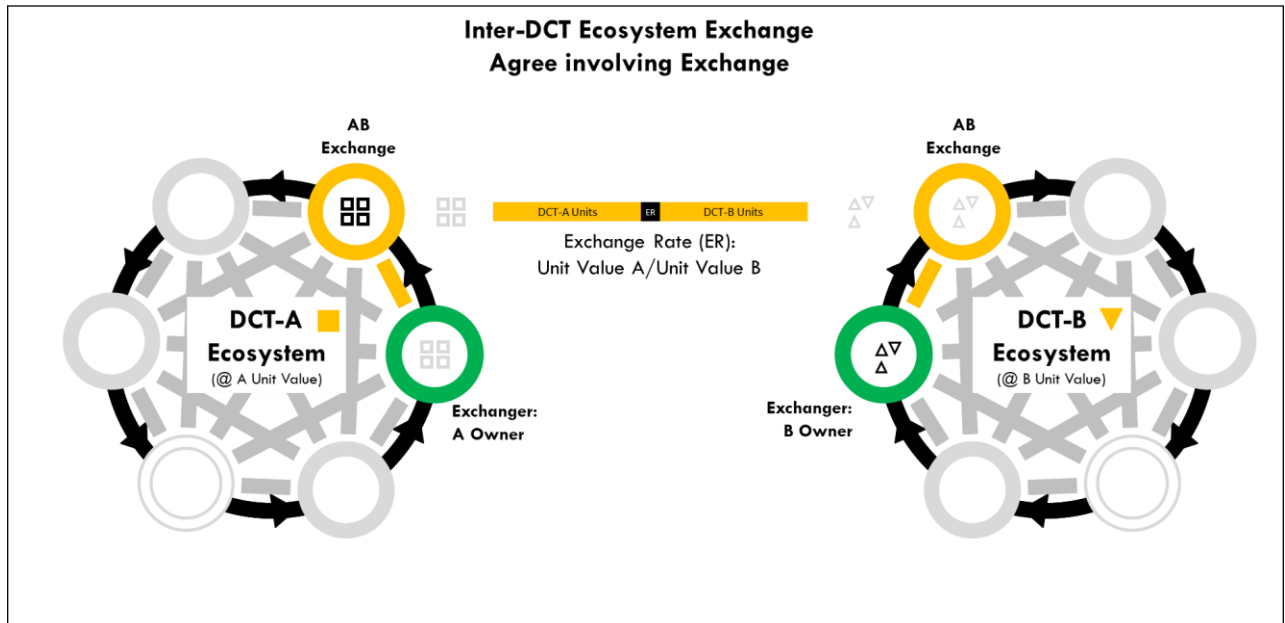 Inter-DCT Ecosystem Exchange
Agree involving Exchange
AB
Exchange
AB
Exchange
DCT-A Units
ER
DCT-B Units
Exchange Rate (ER):
Unit Value A/Unit Value B
DCT-A
Ecosystem
(@ A Unit Value)
DCT-B
Ecosystem
(@ B Unit Value)
Exchanger:
A Owner
Exchanger:
B Owner